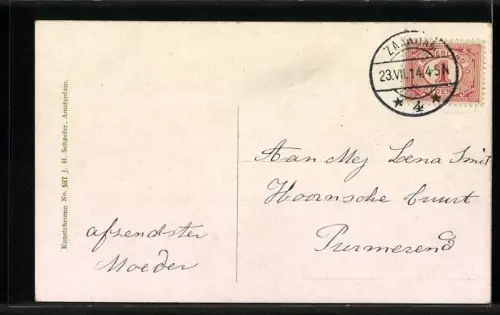 ZAANDAM
23.VII.14.4-5N
4
Kunstchrome No. 587 J. H. Schaefer, Amsterdam.
Aan Mej Lena Smit
Hoornsche buurt
Purmerend
afzendster
Moeder